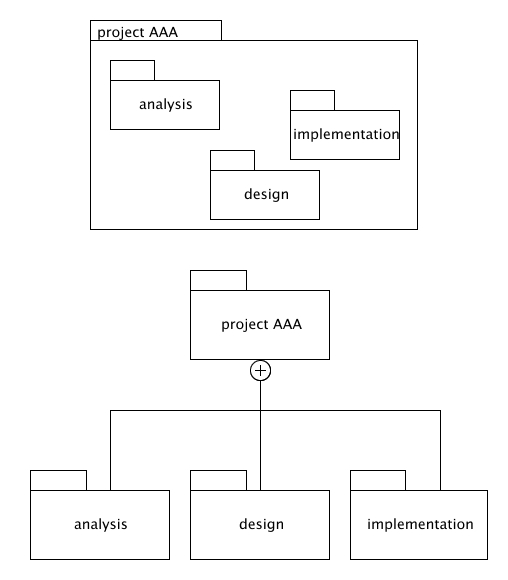 project AAA
analysis
implementation
design
project AAA
analysis
design
implementation